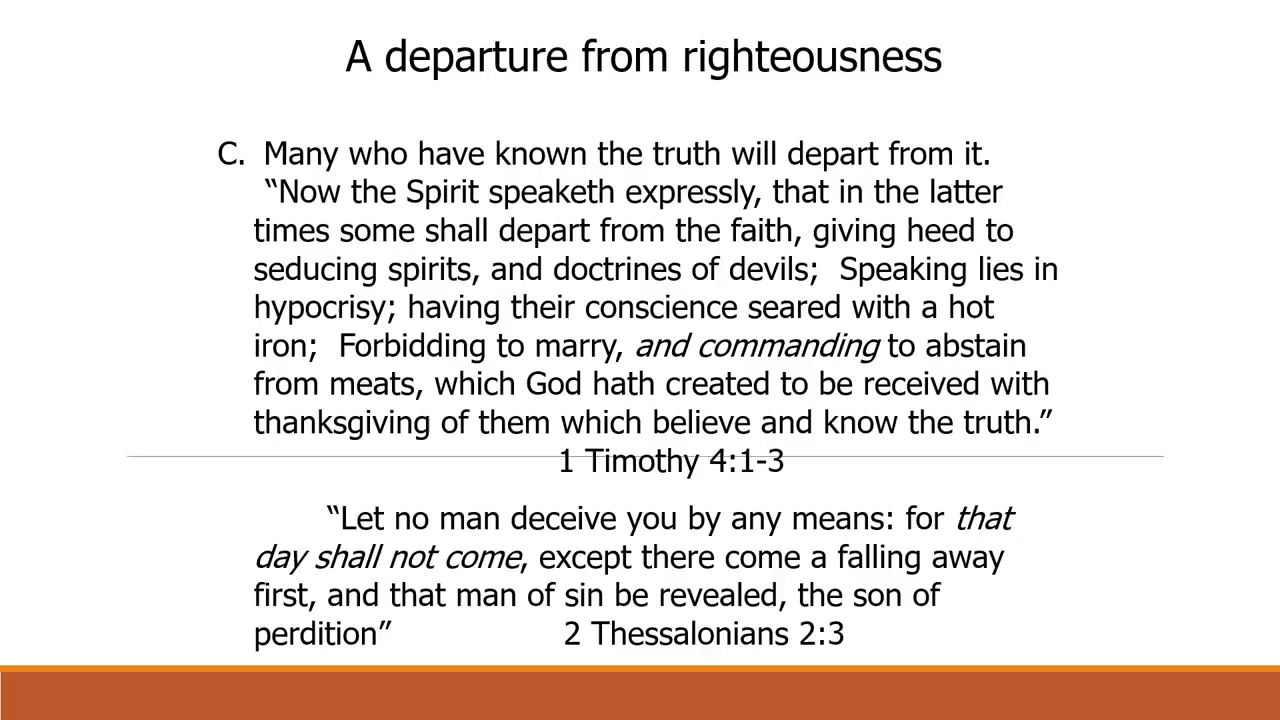 A departure from righteousness
C. Many who have known the truth will depart from it.
“Now the Spirit speaketh expressly, that in the latter
times some shall depart from the faith, giving heed to
seducing spirits, and doctrines of devils; Speaking lies in
hypocrisy; having their conscience seared with a hot
iron; Forbidding to marry, and commanding to abstain
from meats, which God hath created to be received with
thanksgiving of them which believe and know the truth.”
1 Timothy 4:1-3
“Let no man deceive you by any means: for that
day shall not come, except there come a falling away
first, and that man of sin be revealed, the son of
perdition” 2 Thessalonians 2:3